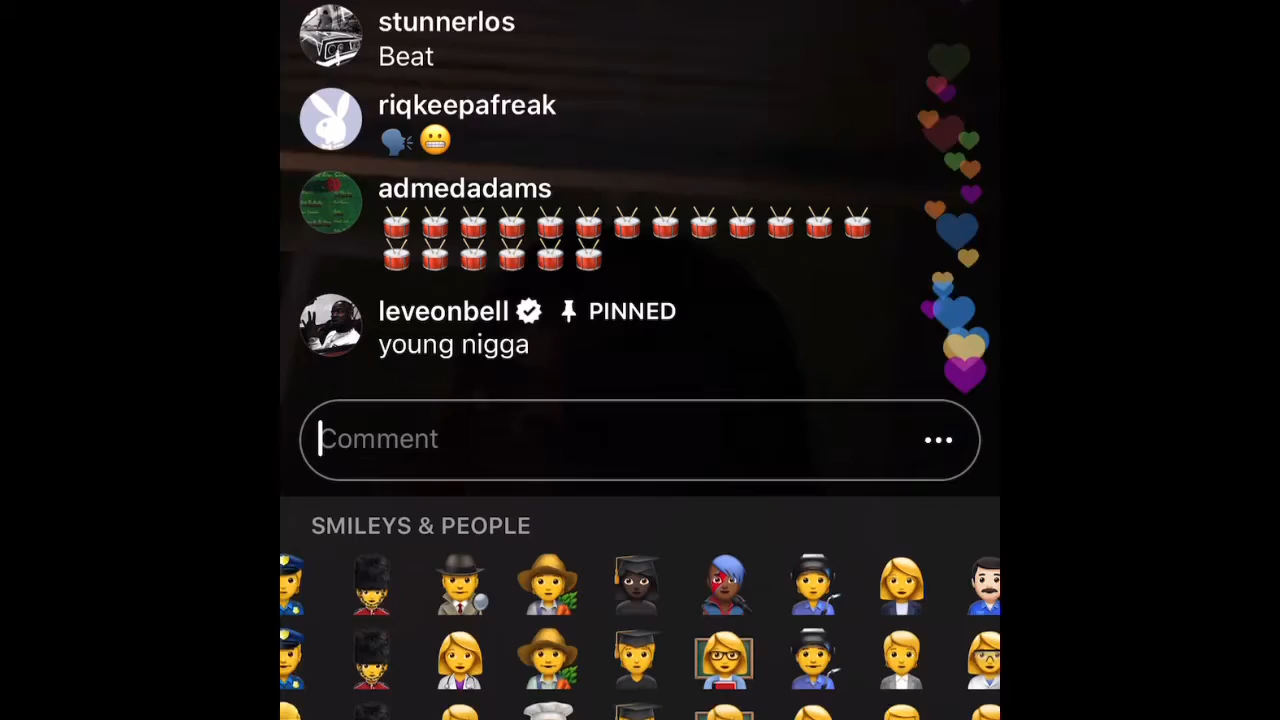 stunnerlos
Beat
riqkeepafreak
🗣😬
admedadams
🥁🥁🥁🥁🥁🥁🥁🥁🥁🥁🥁🥁🥁
🥁🥁🥁🥁🥁🥁
leveonbell PINNED
young nigga
Comment
SMILEYS & PEOPLE